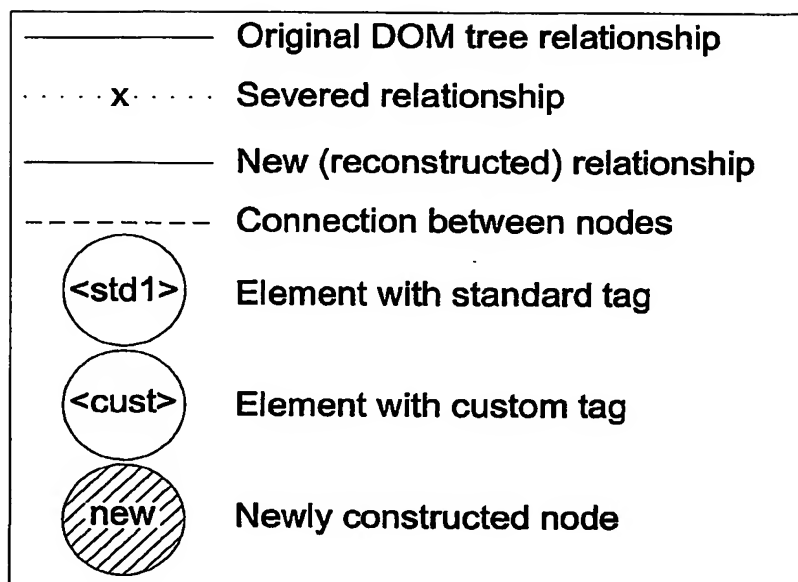 Original DOM tree relationship
x Severed relationship
New (reconstructed) relationship
Connection between nodes
<std1> Element with standard tag
<cust> Element with custom tag
new Newly constructed node